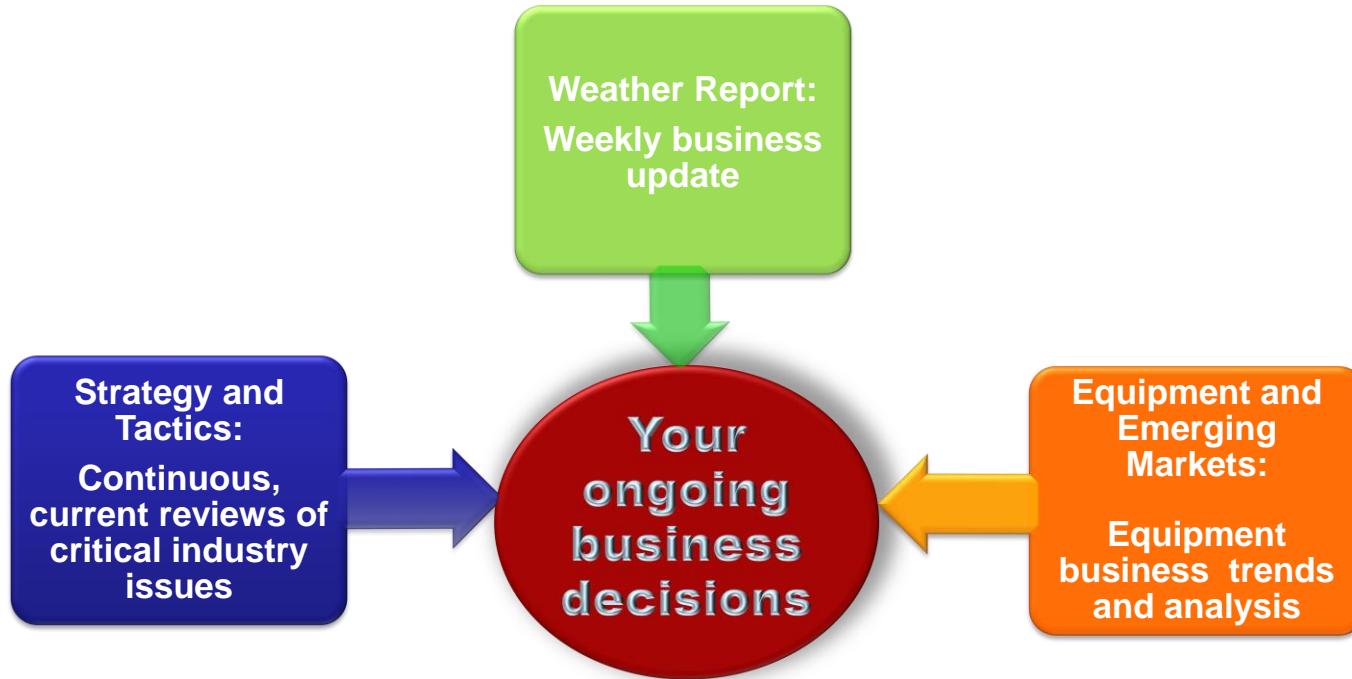 Weather Report:
Weekly business
update
Strategy and
Tactics:
Continuous,
current reviews of
critical industry
issues
Your
ongoing
business
decisions
Equipment and
Emerging
Markets:
Equipment
business  trends
and analysis